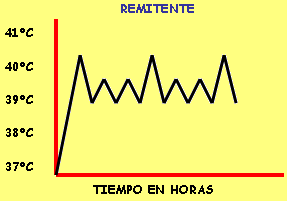 REMITENTE
41°C
40°C
39°C
38°C
37°C
TIEMPO EN HORAS